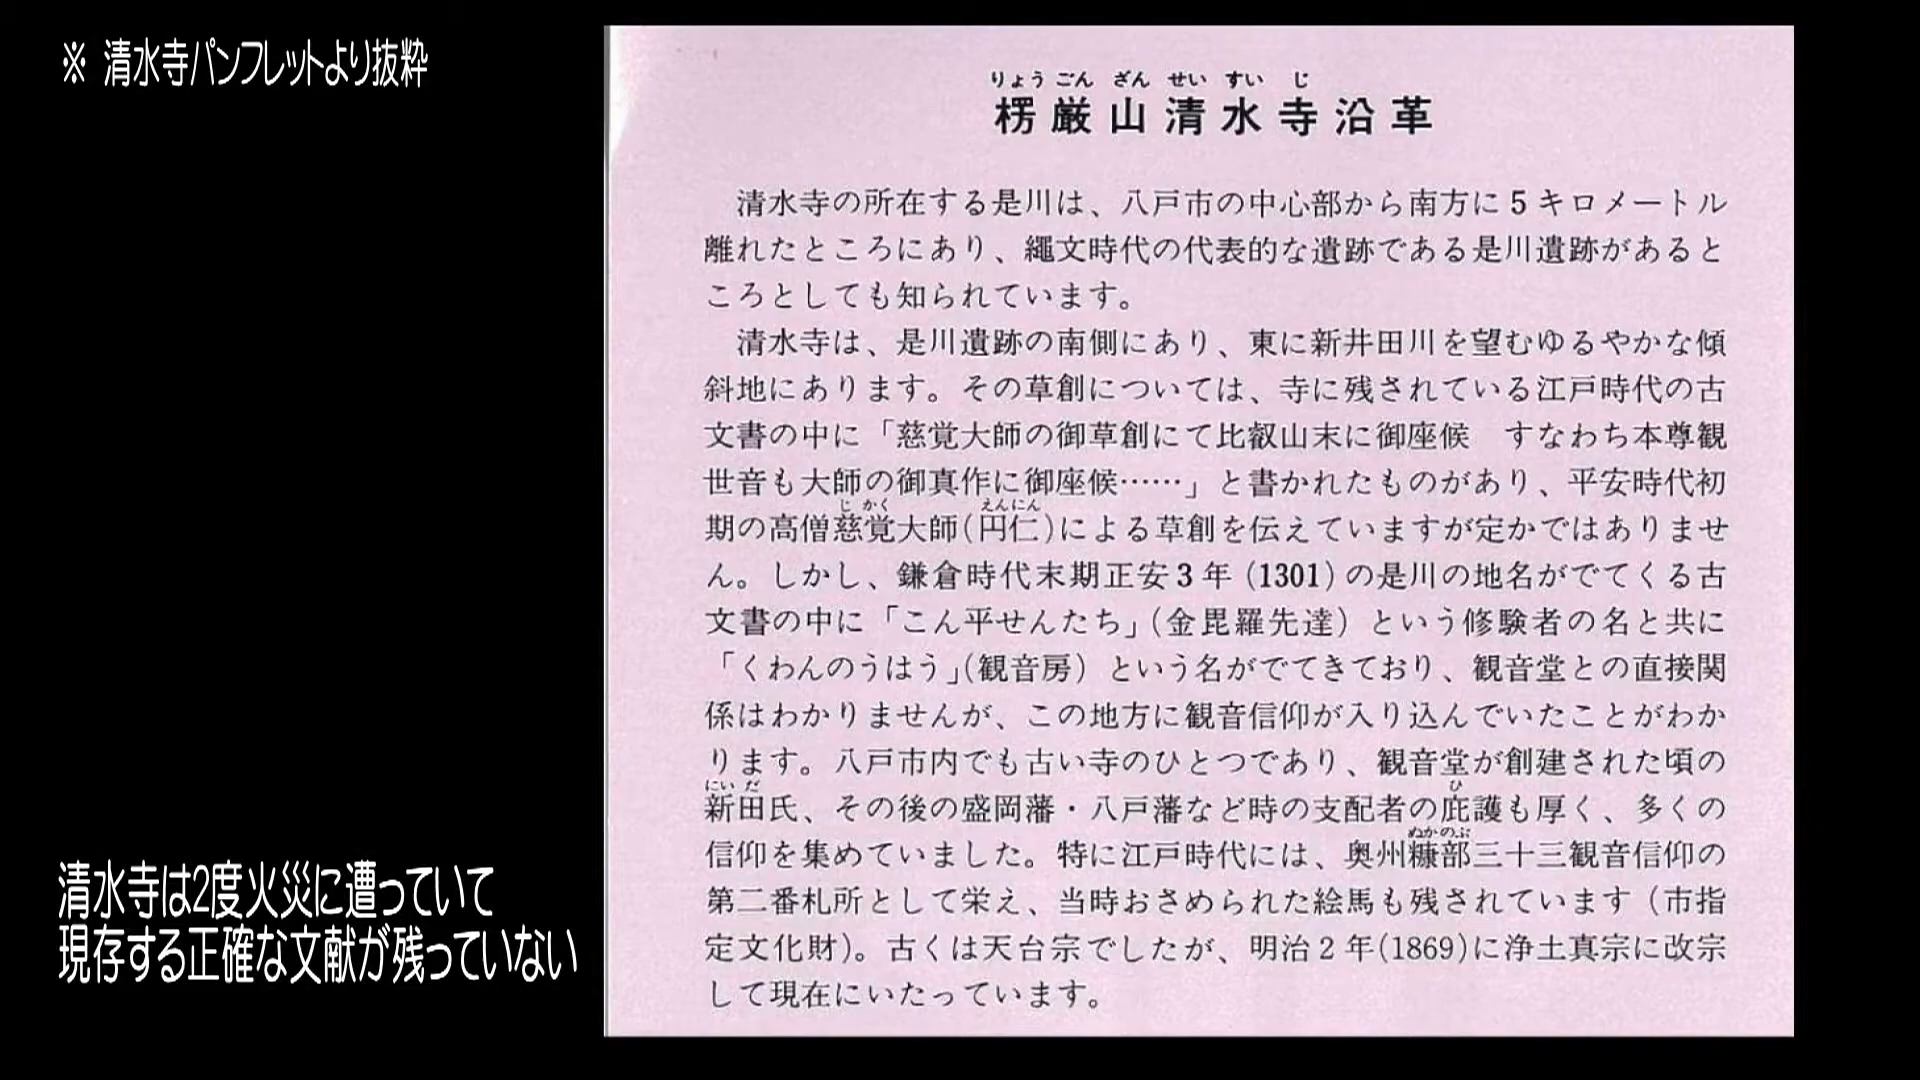 ※ 清水寺パンフレットより抜粋
りょう ごん ざん せい すい じ
楞厳山清水寺沿革
清水寺の所在する是川は、八戸市の中心部から南方に5キロメートル
離れたところにあり、縄文時代の代表的な遺跡である是川遺跡があると
ころとしても知られています。
清水寺は、是川遺跡の南側にあり、東に新井田川を望むゆるやかな傾
斜地にあります。その草創については、寺に残されている江戸時代の古
文書の中に「慈覚大師の御草創にて比叡山末に御座候　すなわち本尊観
世音も大師の御真作に御座候……」と書かれたものがあり、平安時代初
じ かく えんにん
期の高僧慈覚大師(円仁)による草創を伝えていますが定かではありませ
ん。しかし、鎌倉時代末期正安3年(1301)の是川の地名がでてくる古
文書の中に「こん平せんたち」(金毘羅先達)という修験者の名と共に
「くわんのうはう」(観音房)という名がでてきており、観音堂との直接関
係はわかりませんが、この地方に観音信仰が入り込んでいたことがわか
ります。八戸市内でも古い寺のひとつであり、観音堂が創建された頃の
にい だ ひ
新田氏、その後の盛岡藩・八戸藩など時の支配者の庇護も厚く、多くの
ぬかのぶ
信仰を集めていました。特に江戸時代には、奥州糠部三十三観音信仰の
第二番札所として栄え、当時おさめられた絵馬も残されています(市指
定文化財)。古くは天台宗でしたが、明治2年(1869)に浄土真宗に改宗
して現在にいたっています。
清水寺は2度火災に遭っていて
現存する正確な文献が残っていない